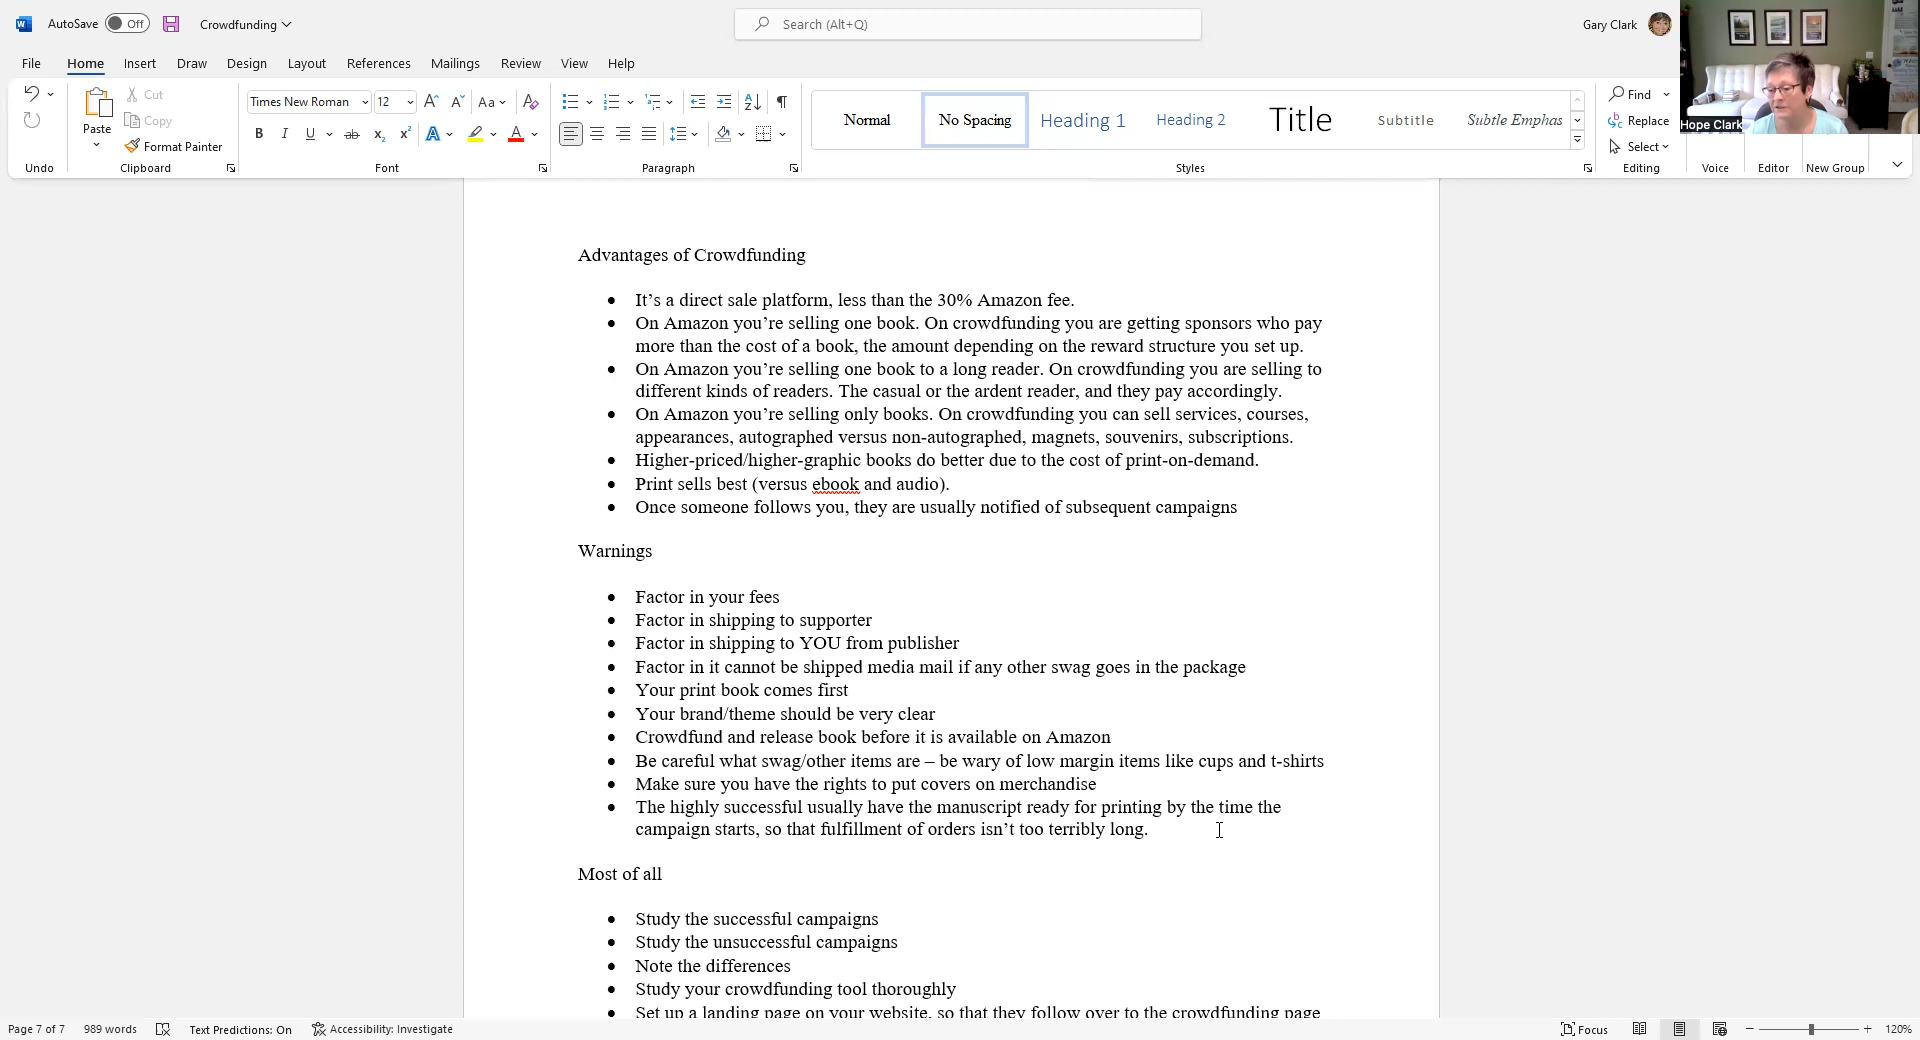 AutoSave Off Crowdfunding Search (Alt+Q) Gary Clark
File Home Insert Draw Design Layout References Mailings Review View Help
Undo
Paste
Cut
Copy
Format Painter
Clipboard
Times New Roman 12 Aa
B I U ab x₂ x² A A
Font
Paragraph
Normal No Spacing Heading 1 Heading 2 Title Subtitle Subtle Emphas
Styles
Find
Replace
Select
Editing
Voice
Editor
New Group
Hope Clark
Advantages of Crowdfunding
• It’s a direct sale platform, less than the 30% Amazon fee.
• On Amazon you’re selling one book. On crowdfunding you are getting sponsors who pay
more than the cost of a book, the amount depending on the reward structure you set up.
• On Amazon you’re selling one book to a long reader. On crowdfunding you are selling to
different kinds of readers. The casual or the ardent reader, and they pay accordingly.
• On Amazon you’re selling only books. On crowdfunding you can sell services, courses,
appearances, autographed versus non-autographed, magnets, souvenirs, subscriptions.
• Higher-priced/higher-graphic books do better due to the cost of print-on-demand.
• Print sells best (versus ebook and audio).
• Once someone follows you, they are usually notified of subsequent campaigns
Warnings
• Factor in your fees
• Factor in shipping to supporter
• Factor in shipping to YOU from publisher
• Factor in it cannot be shipped media mail if any other swag goes in the package
• Your print book comes first
• Your brand/theme should be very clear
• Crowdfund and release book before it is available on Amazon
• Be careful what swag/other items are – be wary of low margin items like cups and t-shirts
• Make sure you have the rights to put covers on merchandise
• The highly successful usually have the manuscript ready for printing by the time the
campaign starts, so that fulfillment of orders isn’t too terribly long.
Most of all
• Study the successful campaigns
• Study the unsuccessful campaigns
• Note the differences
• Study your crowdfunding tool thoroughly
• Set up a landing page on your website, so that they follow over to the crowdfunding page
Page 7 of 7 989 words Text Predictions: On Accessibility: Investigate Focus 120%